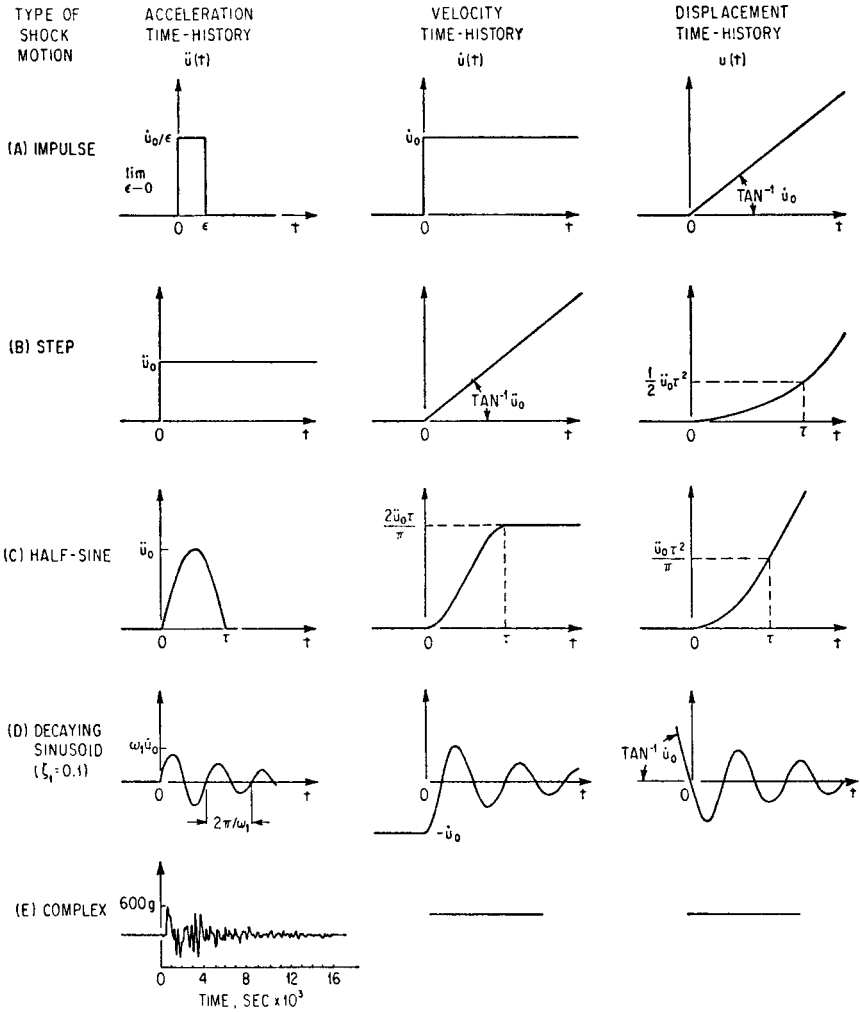 TYPE OF
SHOCK
MOTION
ACCELERATION
TIME-HISTORY
ü(t)
VELOCITY
TIME-HISTORY
u̇(t)
DISPLACEMENT
TIME-HISTORY
u(t)
(A) IMPULSE
u̇₀/ϵ
lim
ϵ→0
0 ϵ t
u̇₀
0 t
TAN⁻¹ u̇₀
0 t
(B) STEP
ü₀
0 t
TAN⁻¹ ü₀
0 t
1/2 ü₀τ²
0 τ t
(C) HALF-SINE
ü₀
0 τ t
2ü₀τ/π
0 τ t
ü₀τ²/π
0 τ t
(D) DECAYING
SINUSOID
(ζ₁=0.1)
ω₁u̇₀
0 t
2π/ω₁
0 t
-u̇₀
TAN⁻¹ u̇₀
0 t
(E) COMPLEX
600g
0 4 8 12 16
TIME, SEC x 10³